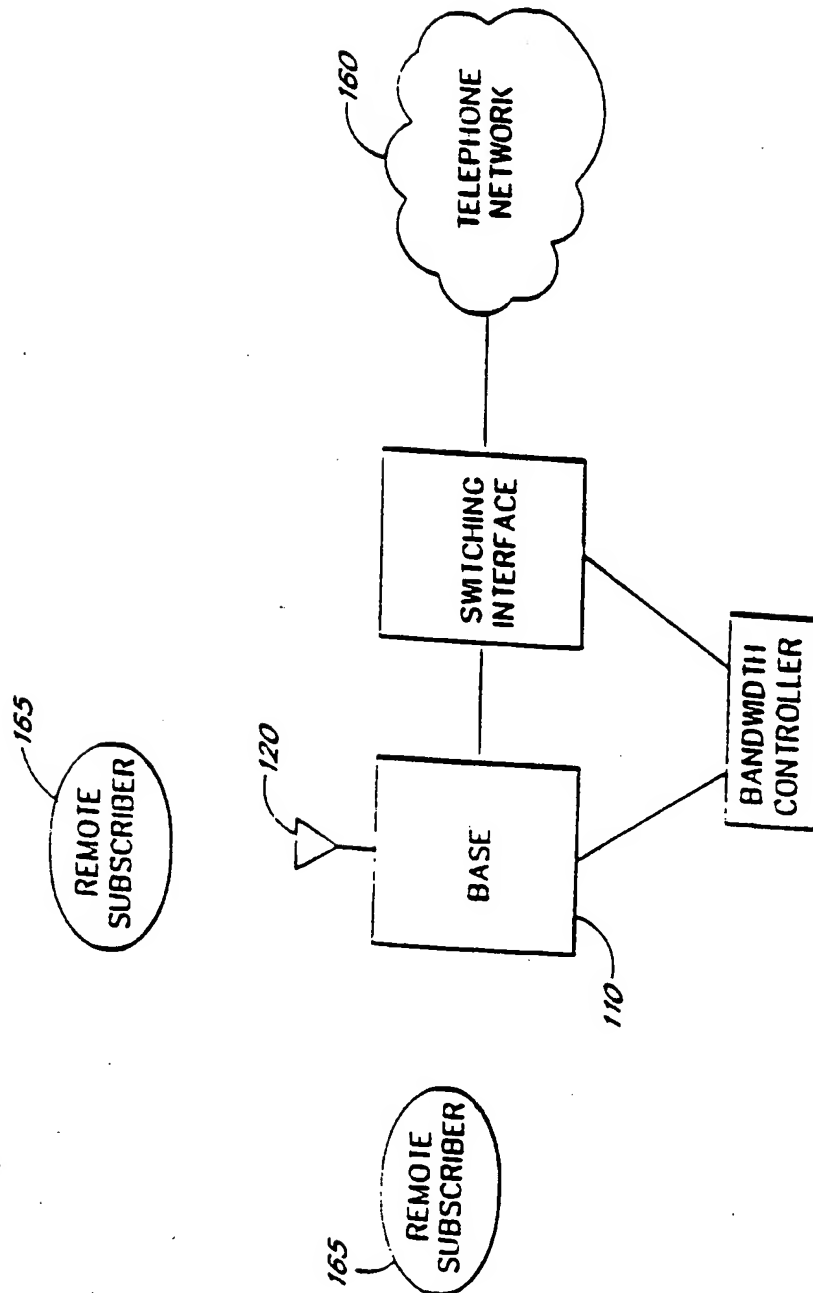 165
REMOTE
SUBSCRIBER
120
160
TELEPHONE
NETWORK
165
REMOTE
SUBSCRIBER
BASE
110
SWITCHING
INTERFACE
BANDWIDTH
CONTROLLER